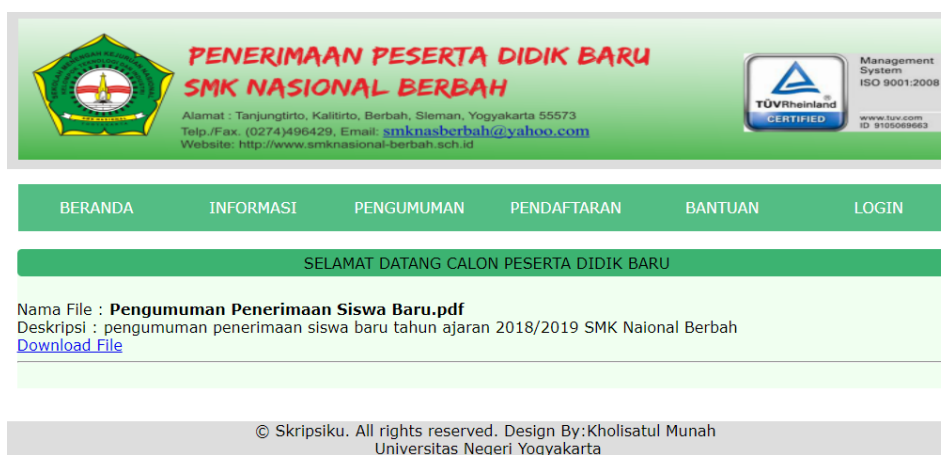 PENERIMAAN PESERTA DIDIK BARU
SMK NASIONAL BERBAH
Alamat : Tanjungtirto, Kalitirto, Berbah, Sleman, Yogyakarta 55573
Telp./Fax. (0274)496429, Email: smknasberbah@yahoo.com
Website: http://www.smknasional-berbah.sch.id
TÜVRheinland
CERTIFIED
Management
System
ISO 9001:2008
www.tuv.com
ID 9105069663
BERANDA INFORMASI PENGUMUMAN PENDAFTARAN BANTUAN LOGIN
SELAMAT DATANG CALON PESERTA DIDIK BARU
Nama File : Pengumuman Penerimaan Siswa Baru.pdf
Deskripsi : pengumuman penerimaan siswa baru tahun ajaran 2018/2019 SMK Naional Berbah
Download File
© Skripsiku. All rights reserved. Design By:Kholisatul Munah
Universitas Negeri Yogyakarta